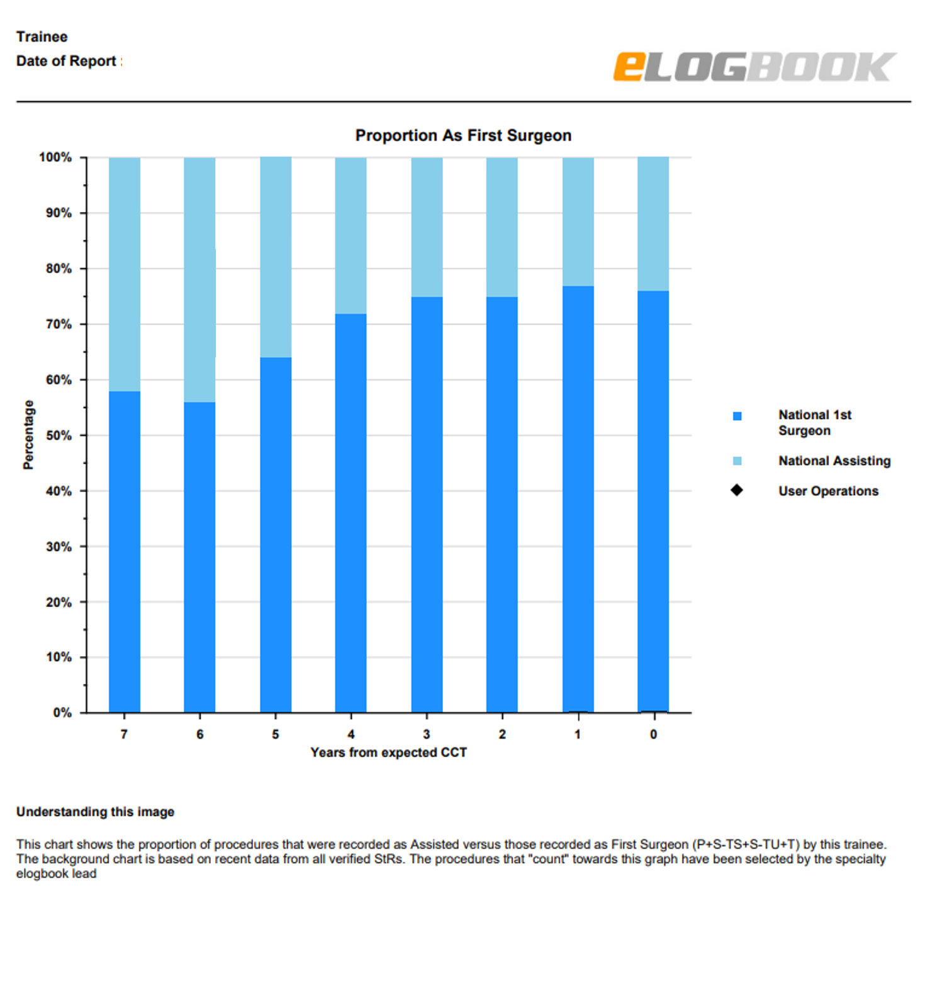 Trainee
Date of Report :
eLOGBOOK
Proportion As First Surgeon
100%
90%
80%
70%
60%
50%
40%
30%
20%
10%
0%
Percentage
7 6 5 4 3 2 1 0
Years from expected CCT
National 1st
Surgeon
National Assisting
User Operations
Understanding this image
This chart shows the proportion of procedures that were recorded as Assisted versus those recorded as First Surgeon (P+S-TS+S-TU+T) by this trainee.
The background chart is based on recent data from all verified StRs. The procedures that "count" towards this graph have been selected by the specialty
elogbook lead